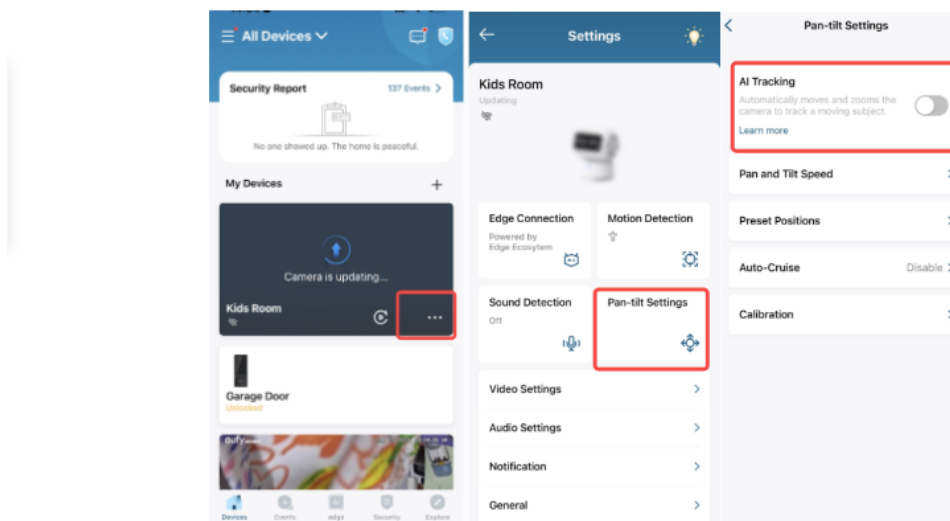 All Devices
Security Report
137 Events >
No one showed up. The home is peaceful.
My Devices
Camera is updating...
Kids Room
Garage Door
Unlocked
eufy
Devices
Events
edge
Security
Explore
Settings
Kids Room
Updating
Edge Connection
Powered by
Edge Ecosytem
Motion Detection
Sound Detection
Off
Pan-tilt Settings
Video Settings
Audio Settings
Notification
General
Pan-tilt Settings
AI Tracking
Automatically moves and zooms the
camera to track a moving subject.
Learn more
Pan and Tilt Speed
Preset Positions
Auto-Cruise
Disable
Calibration